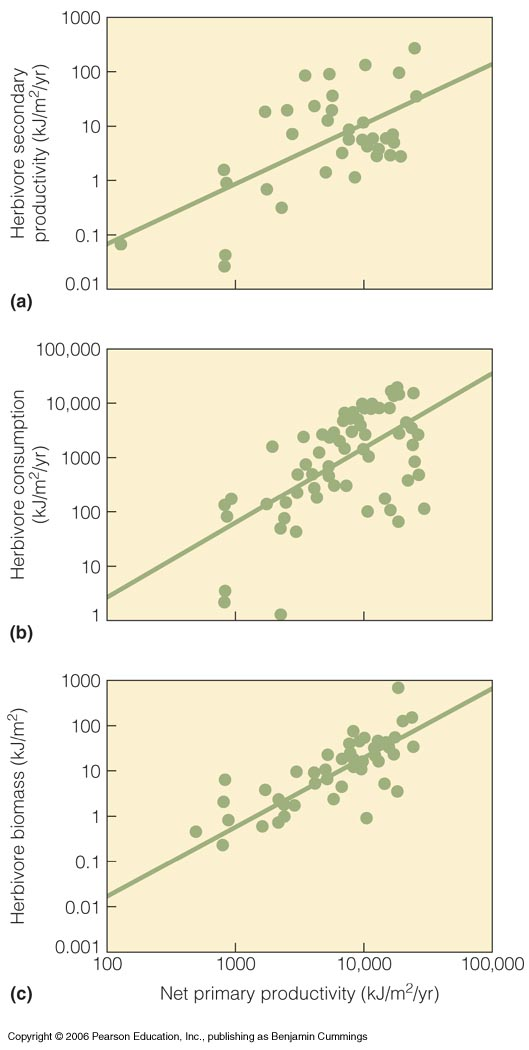 1000
100
10
1
0.1
0.01
Herbivore secondary
productivity (kJ/m²/yr)
(a)
100,000
10,000
1000
100
10
1
Herbivore consumption
(kJ/m²/yr)
(b)
1000
100
10
1
0.1
0.01
0.001
Herbivore biomass (kJ/m²)
100 1000 10,000 100,000
(c) Net primary productivity (kJ/m²/yr)
Copyright © 2006 Pearson Education, Inc., publishing as Benjamin Cummings